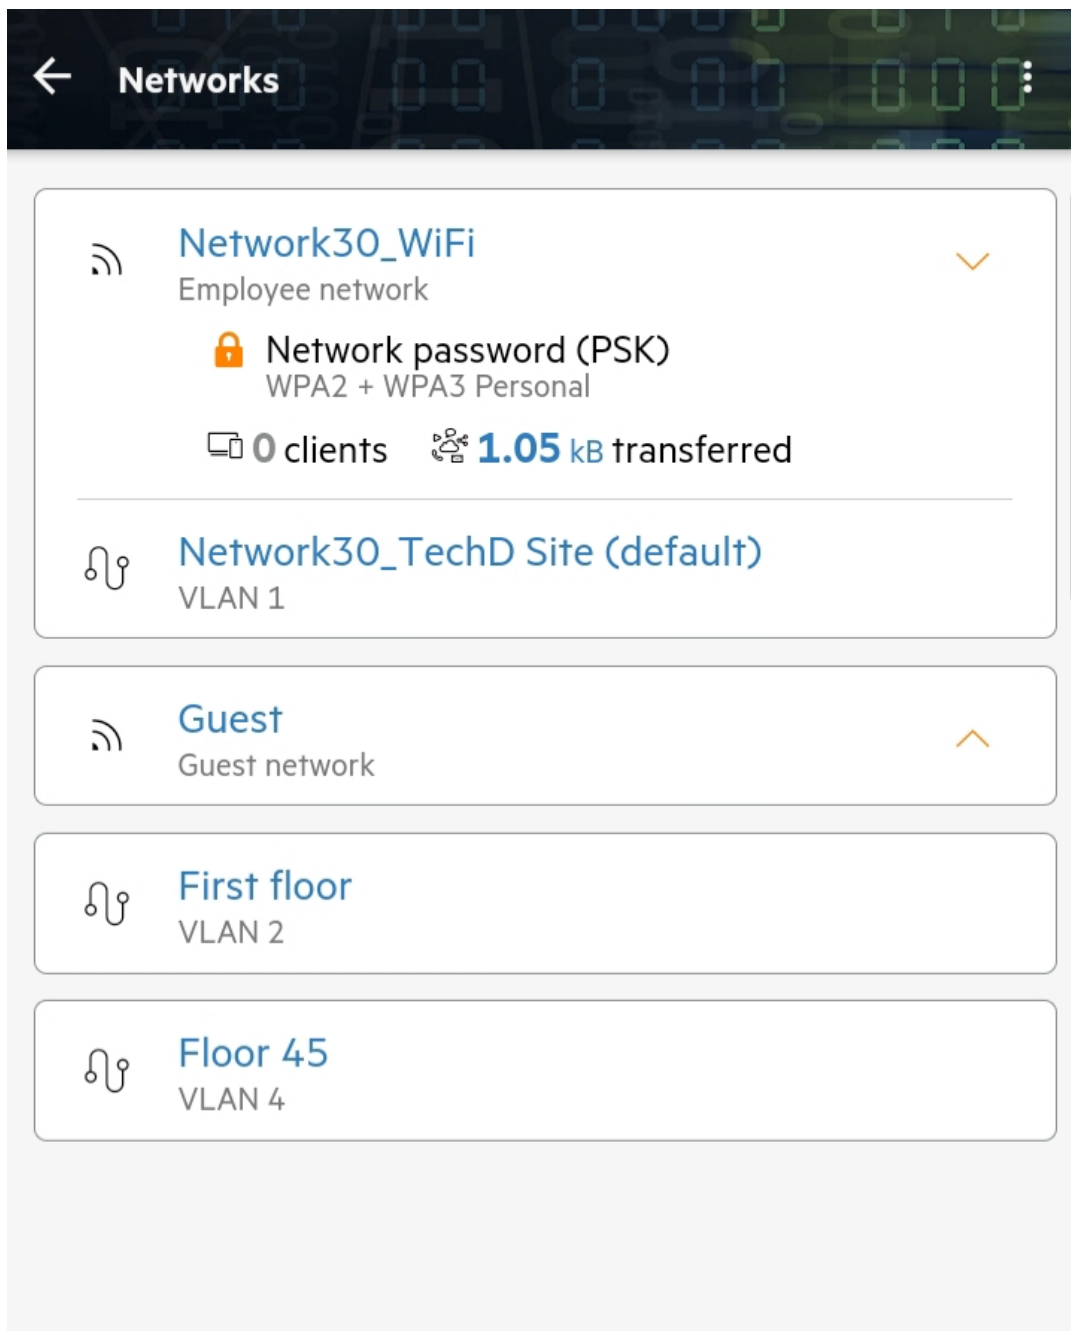 Networks
Network30_WiFi
Employee network
Network password (PSK)
WPA2 + WPA3 Personal
0 clients 1.05 kB transferred
Network30_TechD Site (default)
VLAN 1
Guest
Guest network
First floor
VLAN 2
Floor 45
VLAN 4